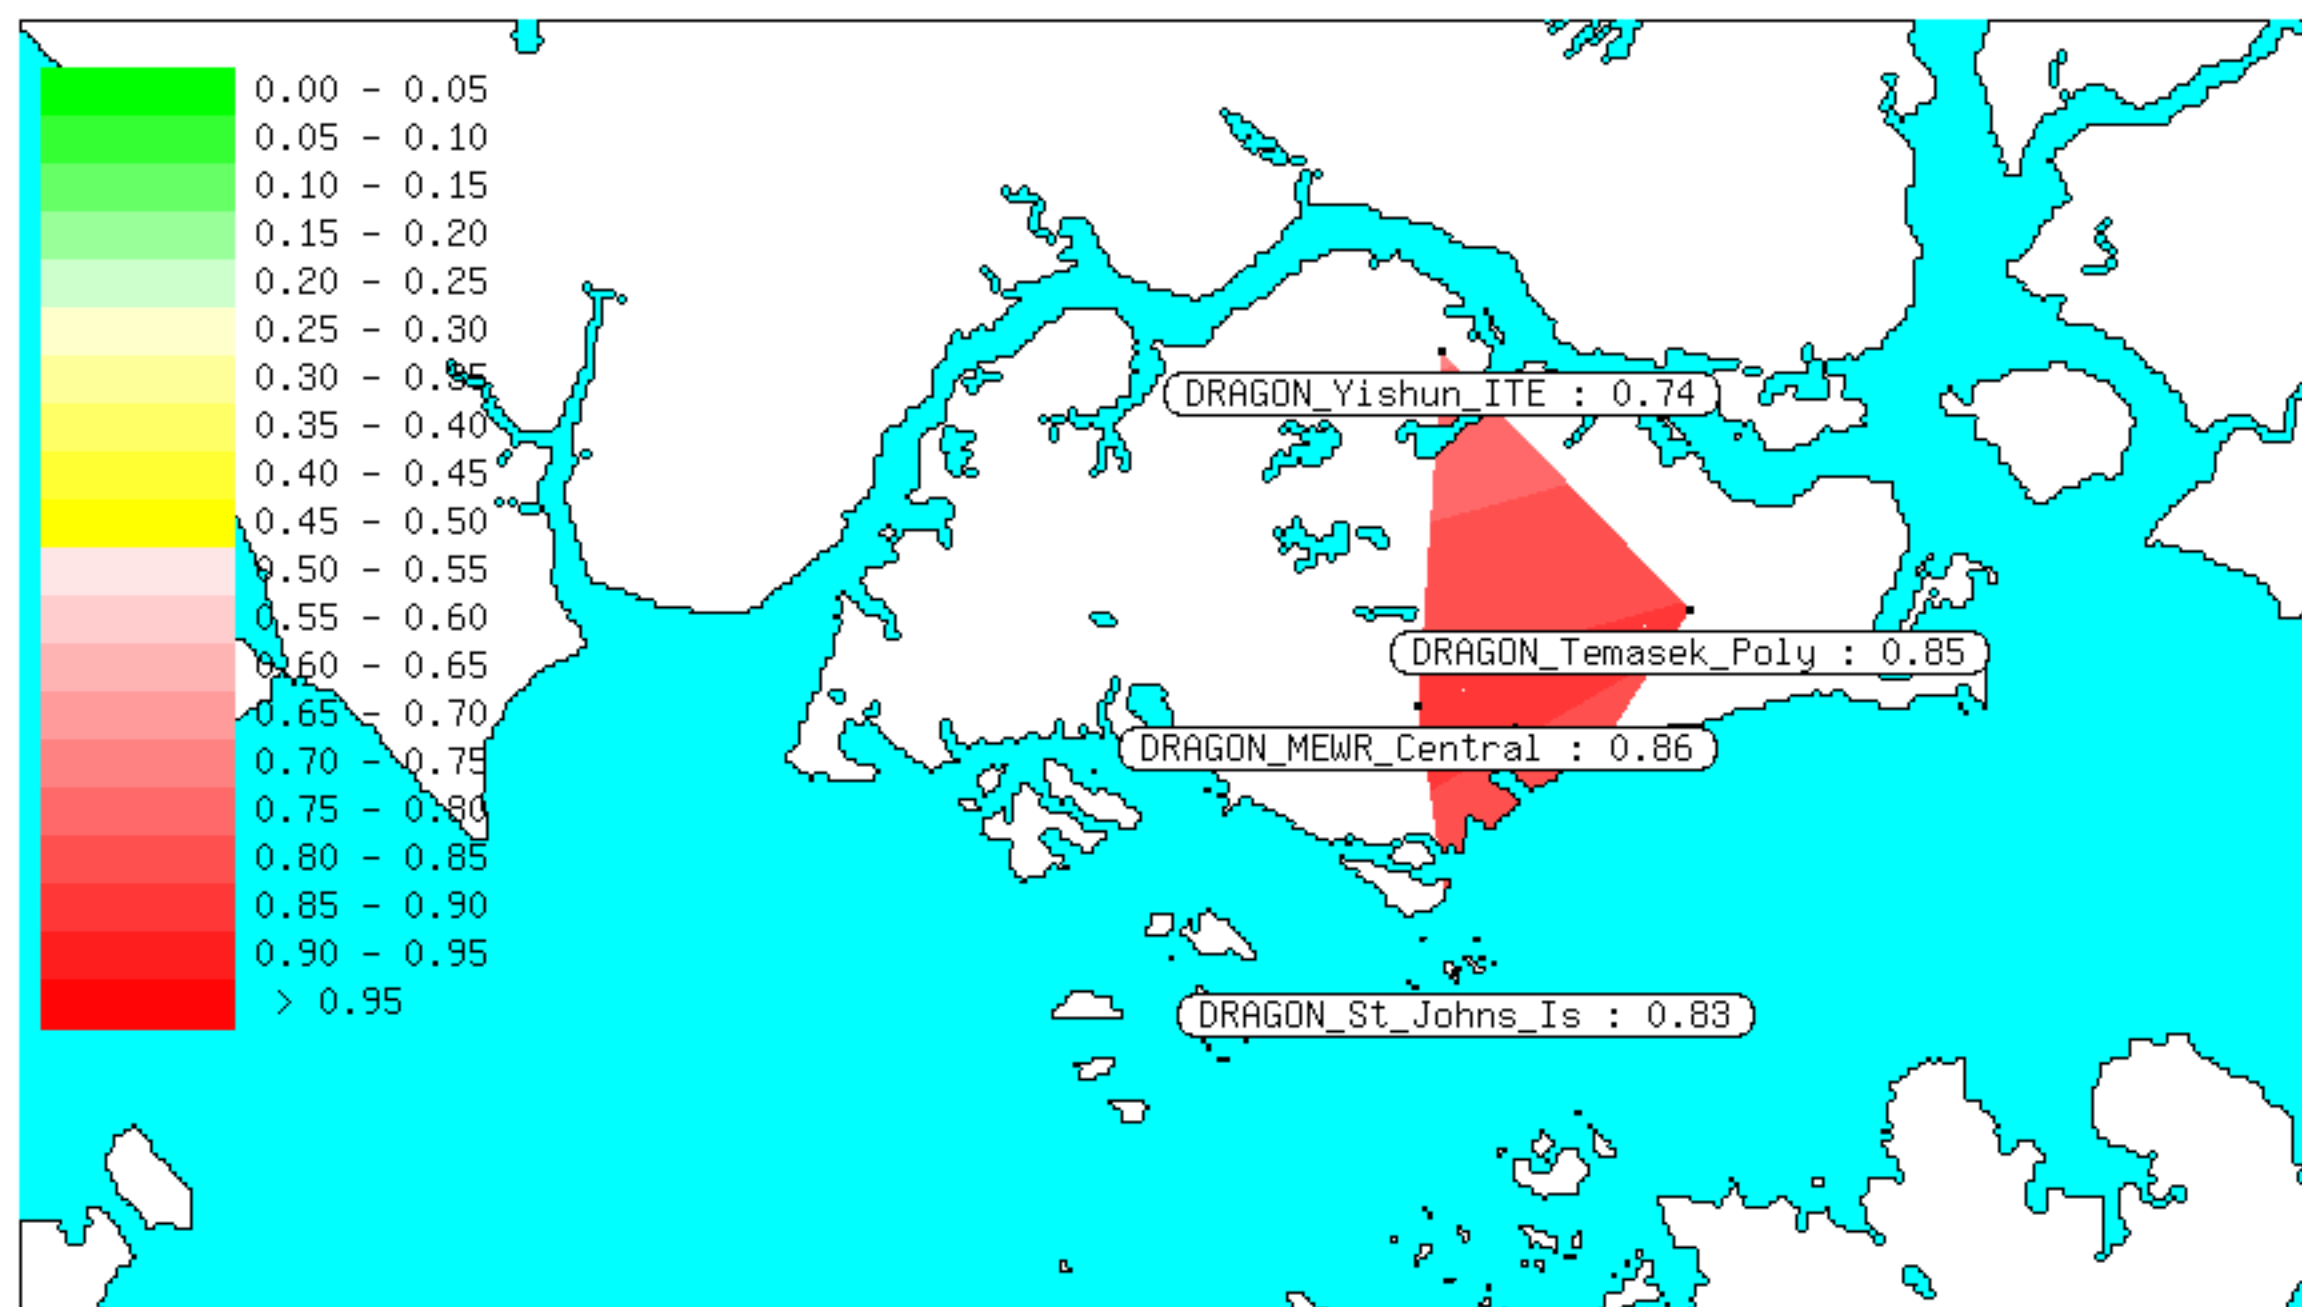 0.00 - 0.05
0.05 - 0.10
0.10 - 0.15
0.15 - 0.20
0.20 - 0.25
0.25 - 0.30
0.30 - 0.35
0.35 - 0.40
0.40 - 0.45
0.45 - 0.50
0.50 - 0.55
0.55 - 0.60
0.60 - 0.65
0.65 - 0.70
0.70 - 0.75
0.75 - 0.80
0.80 - 0.85
0.85 - 0.90
0.90 - 0.95
> 0.95
DRAGON_Yishun_ITE : 0.74
DRAGON_Temasek_Poly : 0.85
DRAGON_MEWR_Central : 0.86
DRAGON_St_Johns_Is : 0.83